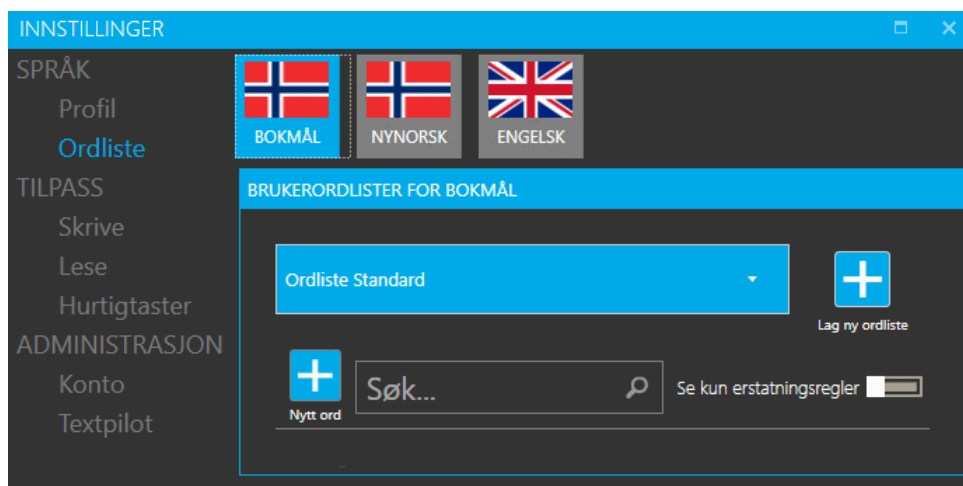 INNSTILLINGER
SPRÅK
Profil
Ordliste
TILPASS
Skrive
Lese
Hurtigtaster
ADMINISTRASJON
Konto
Textpilot
BOKMÅL
NYNORSK
ENGELSK
BRUKERORDLISTER FOR BOKMÅL
Ordliste Standard
Lag ny ordliste
Nytt ord
Søk...
Se kun erstatningsregler